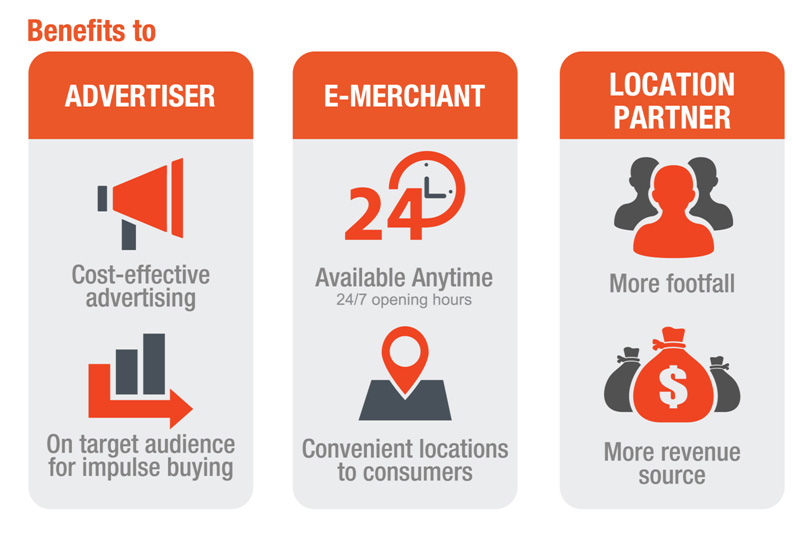 Benefits to
ADVERTISER
Cost-effective
advertising
On target audience
for impulse buying
E-MERCHANT
24
Available Anytime
24/7 opening hours
Convenient locations
to consumers
LOCATION
PARTNER
More footfall
$
More revenue
source